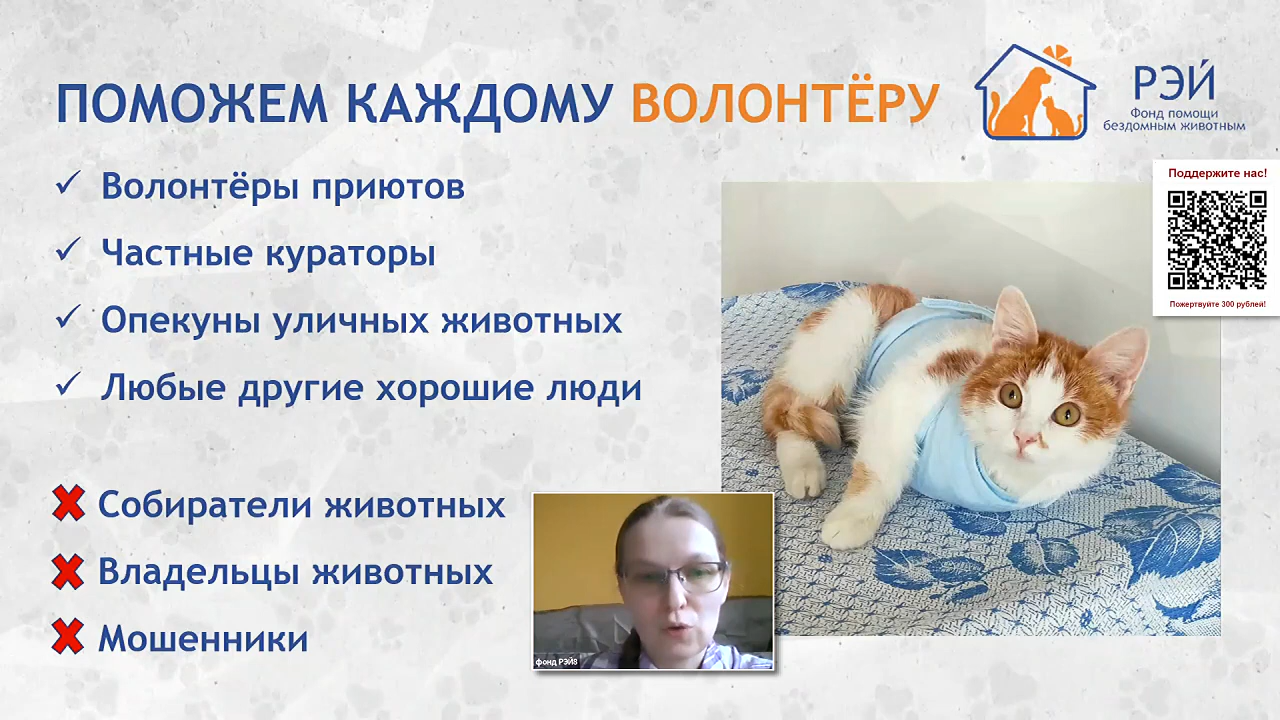 ПОМОЖЕМ КАЖДОМУ ВОЛОНТЁРУ
РЭЙ
Фонд помощи
бездомным животным
Поддержите нас!
Пожертвуйте 300 рублей!
Волонтёры приютов
Частные кураторы
Опекуны уличных животных
Любые другие хорошие люди
Собиратели животных
Владельцы животных
Мошенники
фонд РЭЙ8